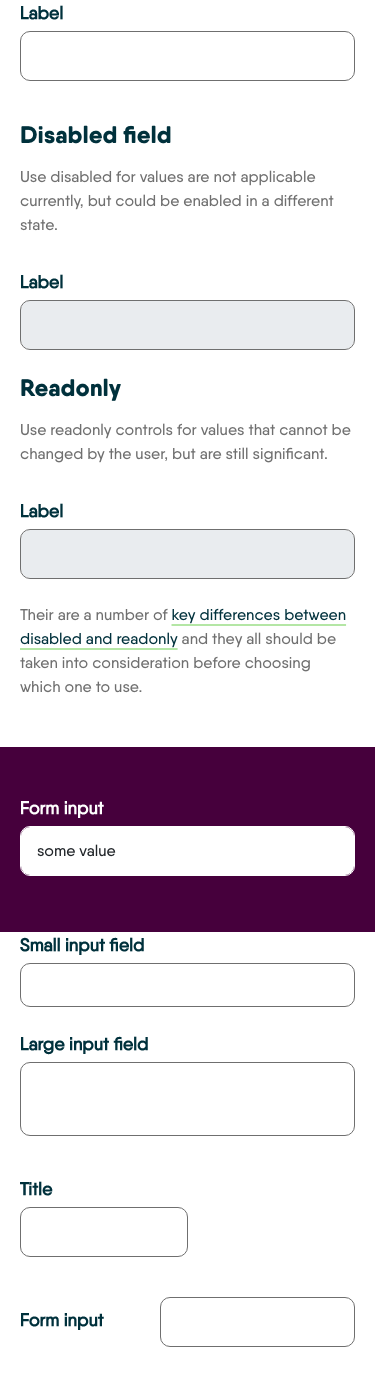 Label
Disabled field
Use disabled for values are not applicable
currently, but could be enabled in a different
state.
Label
Readonly
Use readonly controls for values that cannot be
changed by the user, but are still significant.
Label
Their are a number of key differences between
disabled and readonly and they all should be
taken into consideration before choosing
which one to use.
Form input
some value
Small input field
Large input field
Title
Form input